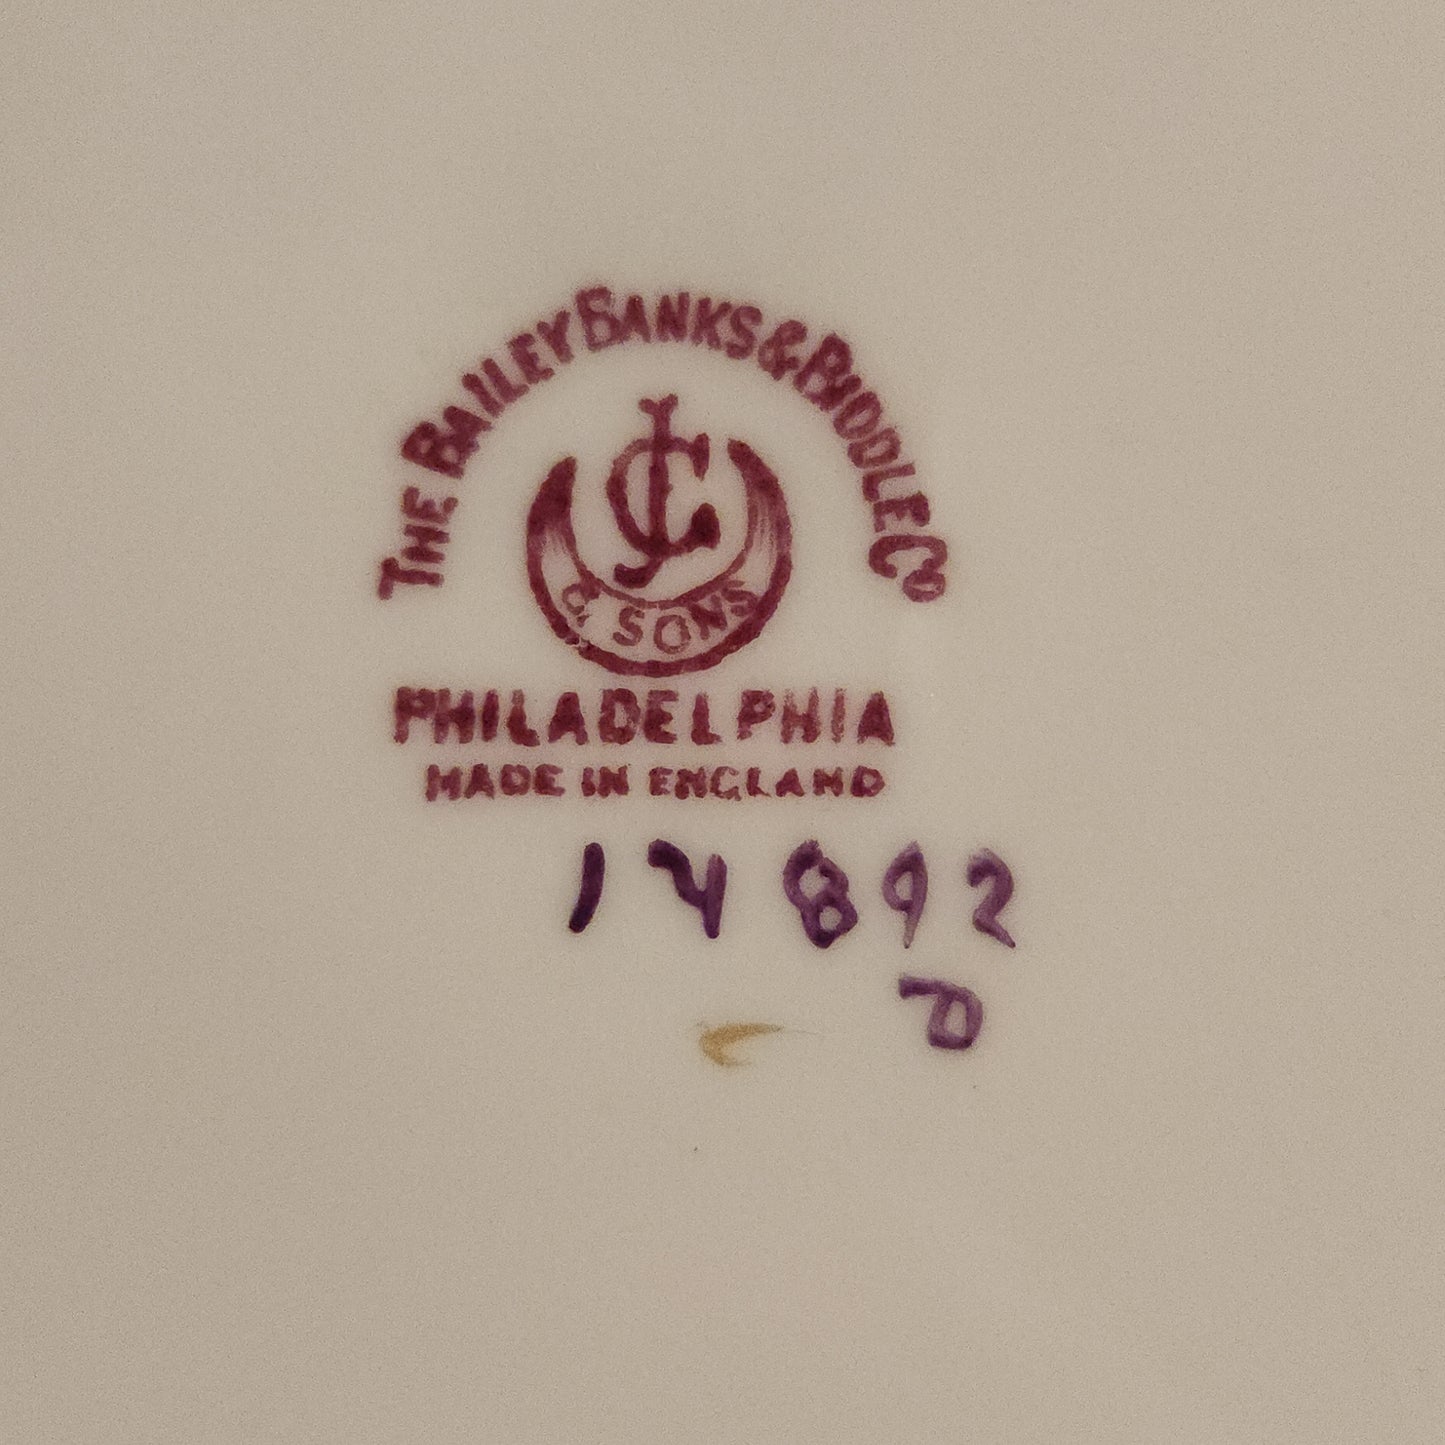 THE BAILEY BANKS & BIDDLE CO
JC
& SONS
PHILADELPHIA
MADE IN ENGLAND
14892